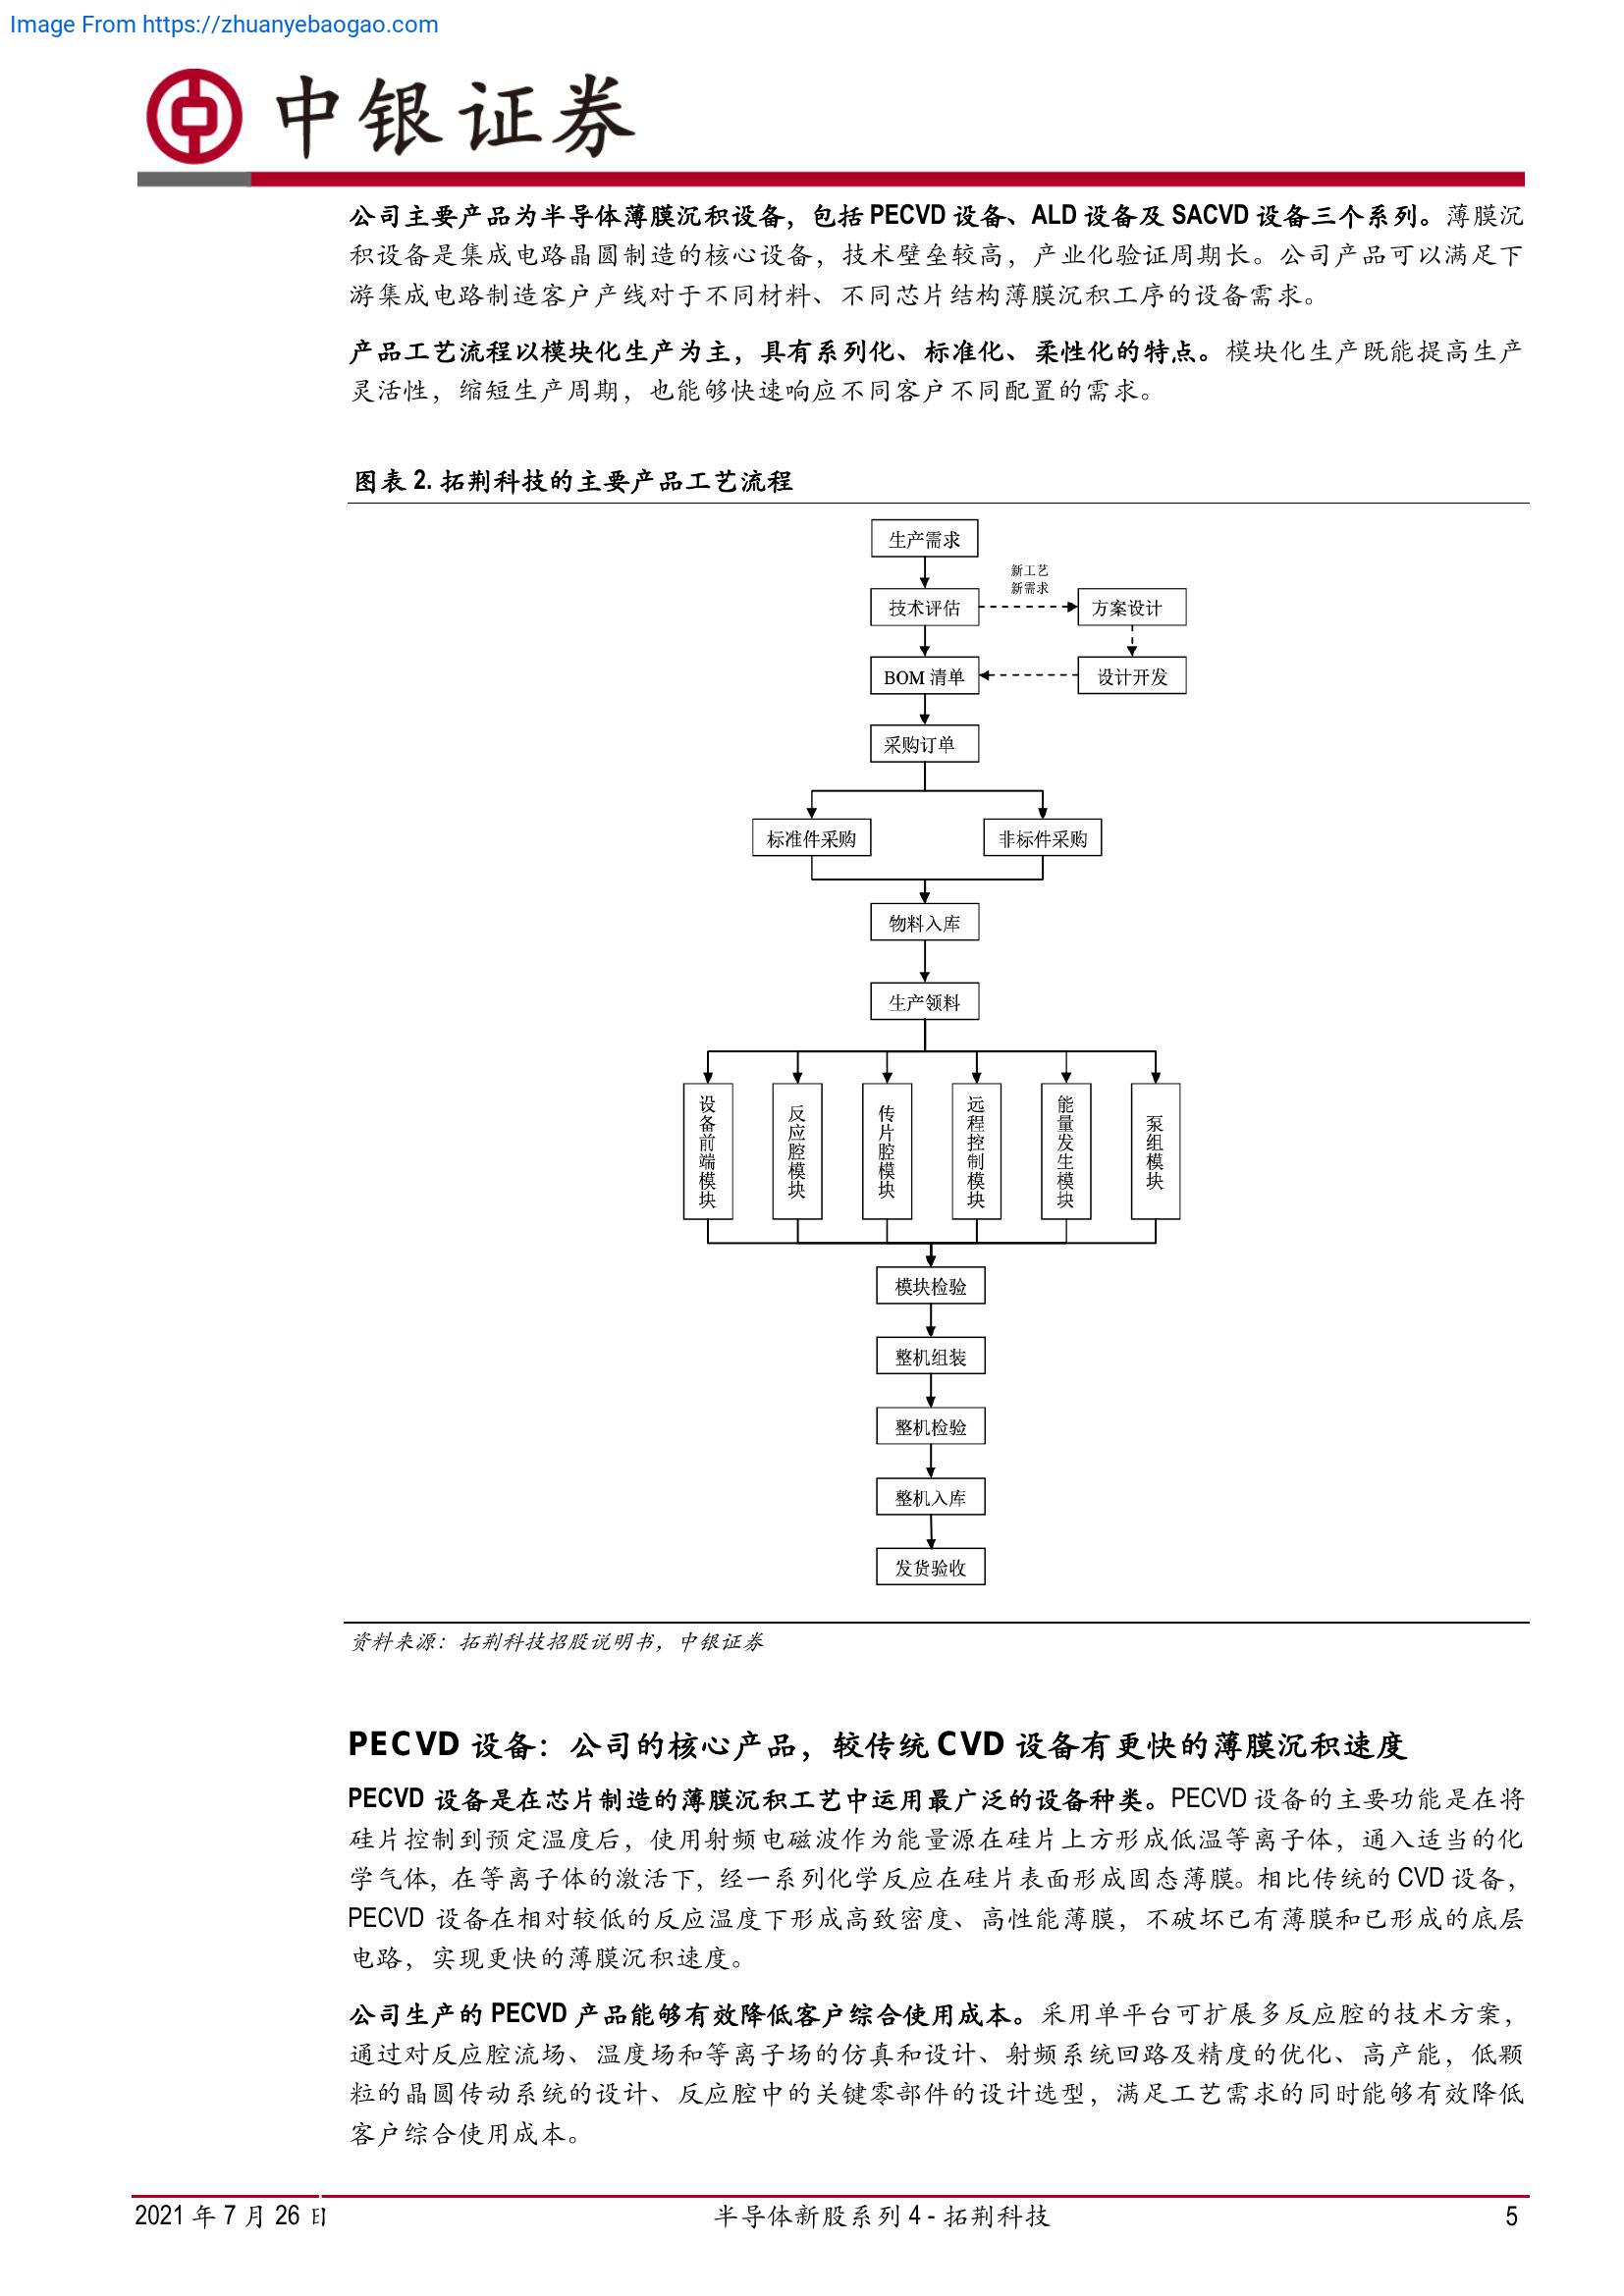 Image From https://zhuanyebaogao.com
中银证券
公司主要产品为半导体薄膜沉积设备，包括 PECVD 设备、ALD 设备及 SACVD 设备三个系列。薄膜沉
积设备是集成电路晶圆制造的核心设备，技术壁垒较高，产业化验证周期长。公司产品可以满足下
游集成电路制造客户产线对于不同材料、不同芯片结构薄膜沉积工序的设备需求。
产品工艺流程以模块化生产为主，具有系列化、标准化、柔性化的特点。模块化生产既能提高生产
灵活性，缩短生产周期，也能够快速响应不同客户不同配置的需求。
图表 2. 拓荆科技的主要产品工艺流程
生产需求
新工艺
新需求
技术评估
方案设计
BOM 清单
设计开发
采购订单
标准件采购
非标件采购
物料入库
生产领料
设备前端模块
反应腔模块
传片腔模块
远程控制模块
能量发生模块
泵组模块
模块检验
整机组装
整机检验
整机入库
发货验收
资料来源：拓荆科技招股说明书，中银证券
PECVD 设备：公司的核心产品，较传统 CVD 设备有更快的薄膜沉积速度
PECVD 设备是在芯片制造的薄膜沉积工艺中运用最广泛的设备种类。PECVD 设备的主要功能是在将
硅片控制到预定温度后，使用射频电磁波作为能量源在硅片上方形成低温等离子体，通入适当的化
学气体，在等离子体的激活下，经一系列化学反应在硅片表面形成固态薄膜。相比传统的 CVD 设备，
PECVD 设备在相对较低的反应温度下形成高致密度、高性能薄膜，不破坏已有薄膜和已形成的底层
电路，实现更快的薄膜沉积速度。
公司生产的 PECVD 产品能够有效降低客户综合使用成本。采用单平台可扩展多反应腔的技术方案，
通过对反应腔流场、温度场和等离子场的仿真和设计、射频系统回路及精度的优化、高产能，低颗
粒的晶圆传动系统的设计、反应腔中的关键零部件的设计选型，满足工艺需求的同时能够有效降低
客户综合使用成本。
2021 年 7 月 26 日
半导体新股系列 4 - 拓荆科技
5